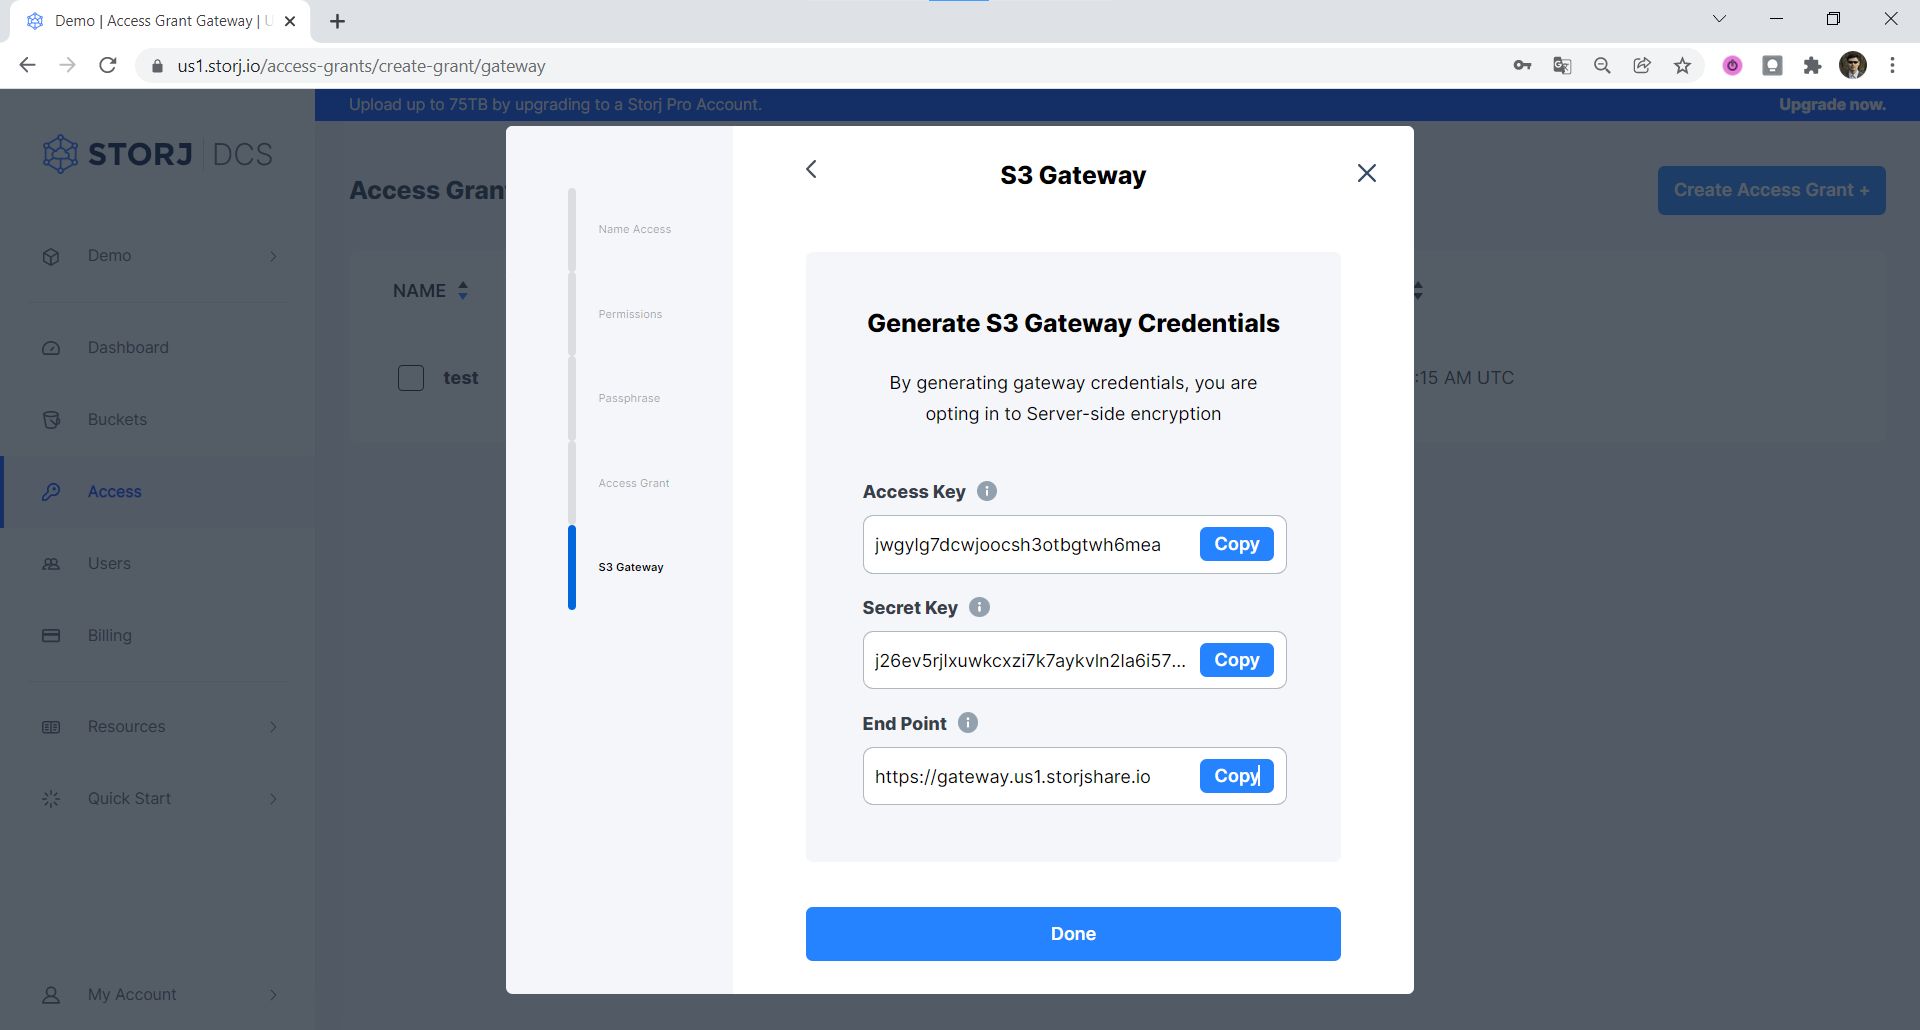 Demo | Access Grant Gateway | U
us1.storj.io/access-grants/create-grant/gateway
Upload up to 75TB by upgrading to a Storj Pro Account.
Upgrade now.
STORJ DCS
Demo
Dashboard
Buckets
Access
Users
Billing
Resources
Quick Start
My Account
Access Gran
Create Access Grant +
NAME
test
:15 AM UTC
Name Access
Permissions
Passphrase
Access Grant
S3 Gateway
S3 Gateway
Generate S3 Gateway Credentials
By generating gateway credentials, you are
opting in to Server-side encryption
Access Key
jwgylg7dcwjoocsh3otbgtwh6mea
Copy
Secret Key
j26ev5rjlxuwkcxzi7k7aykvln2la6i57...
Copy
End Point
https://gateway.us1.storjshare.io
Copy
Done